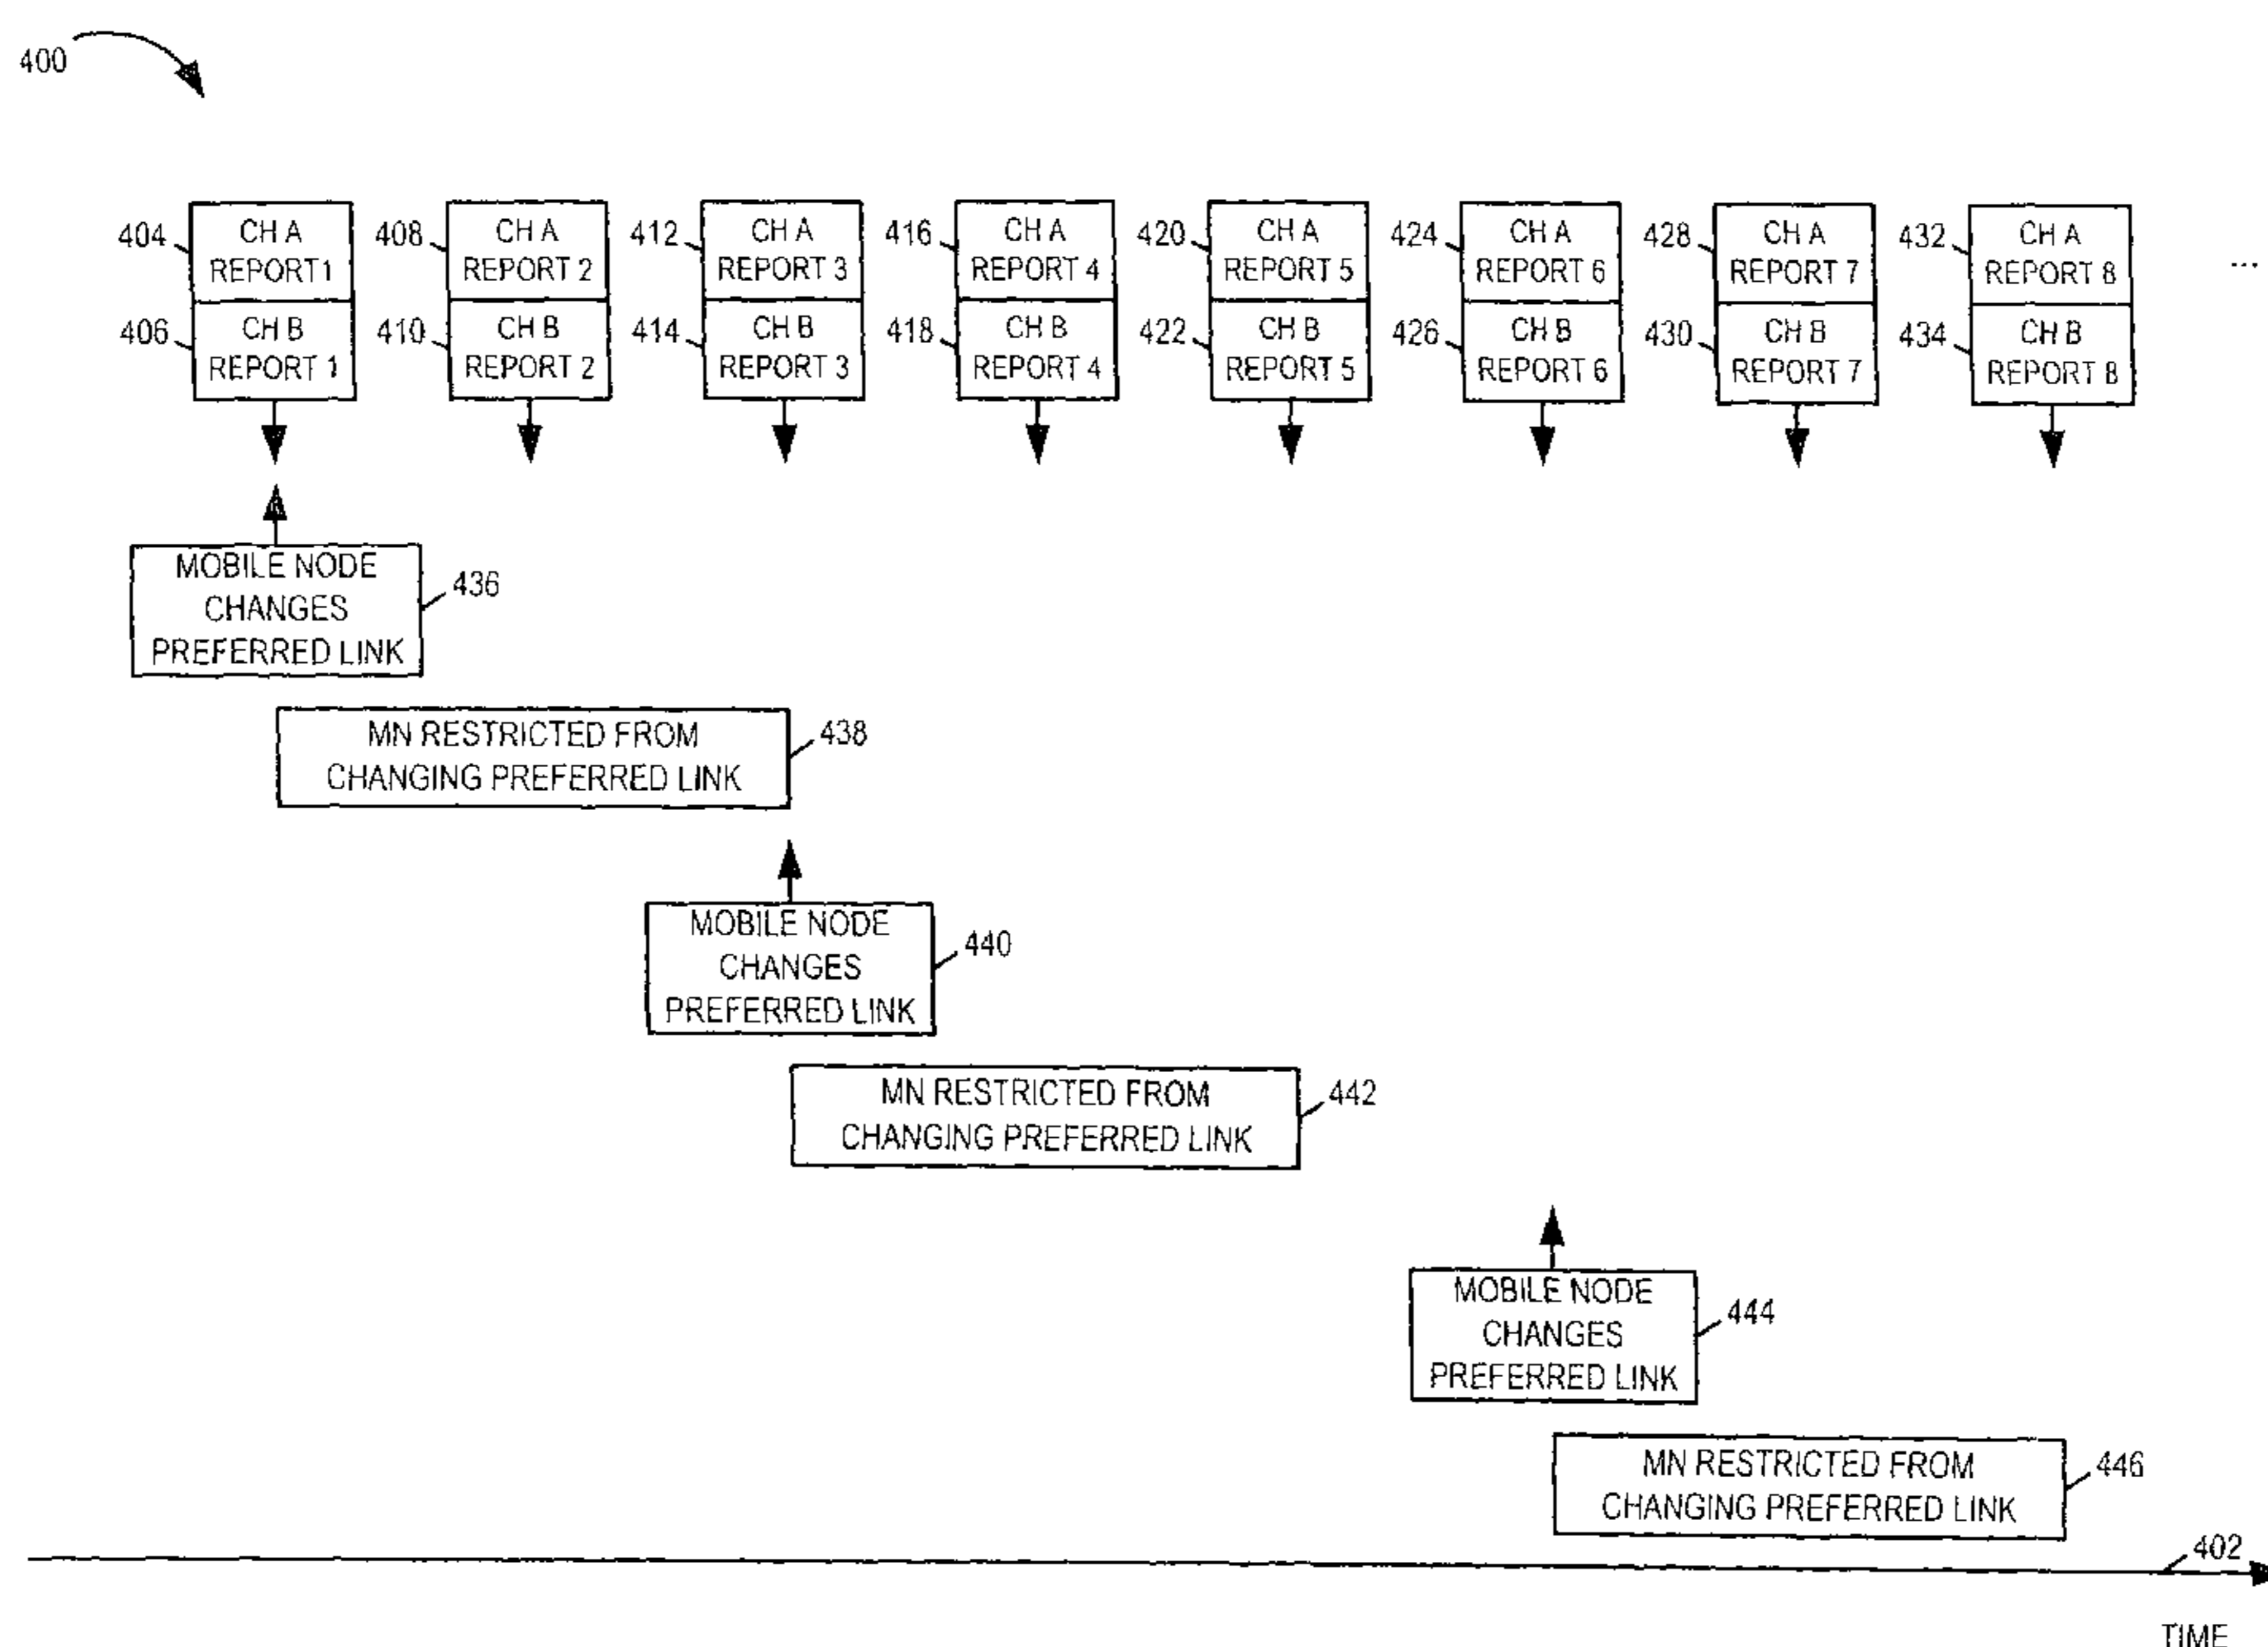 400
404
CH A
REPORT 1
408
CH A
REPORT 2
412
CH A
REPORT 3
416
CH A
REPORT 4
420
CH A
REPORT 5
424
CH A
REPORT 6
428
CH A
REPORT 7
432
CH A
REPORT 8
...
406
CH B
REPORT 1
410
CH B
REPORT 2
414
CH B
REPORT 3
418
CH B
REPORT 4
422
CH B
REPORT 5
426
CH B
REPORT 6
430
CH B
REPORT 7
434
CH B
REPORT 8
MOBILE NODE
CHANGES
PREFERRED LINK
436
MN RESTRICTED FROM
CHANGING PREFERRED LINK
438
MOBILE NODE
CHANGES
PREFERRED LINK
440
MN RESTRICTED FROM
CHANGING PREFERRED LINK
442
MOBILE NODE
CHANGES
PREFERRED LINK
444
MN RESTRICTED FROM
CHANGING PREFERRED LINK
446
402
TIME